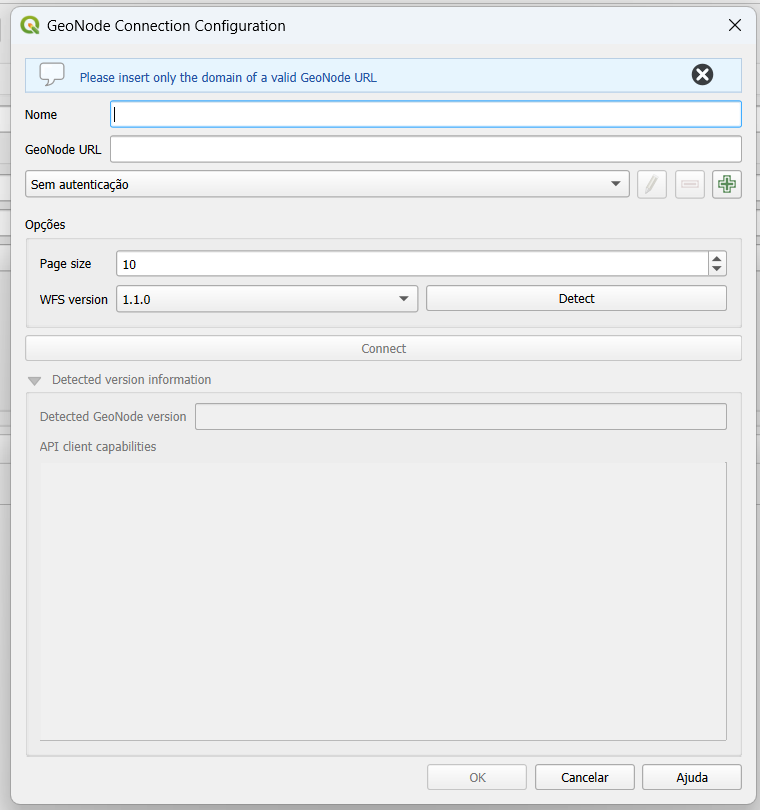 GeoNode Connection Configuration
Please insert only the domain of a valid GeoNode URL
Nome
GeoNode URL
Sem autenticação
Opções
Page size 10
WFS version 1.1.0 Detect
Connect
Detected version information
Detected GeoNode version
API client capabilities
OK Cancelar Ajuda